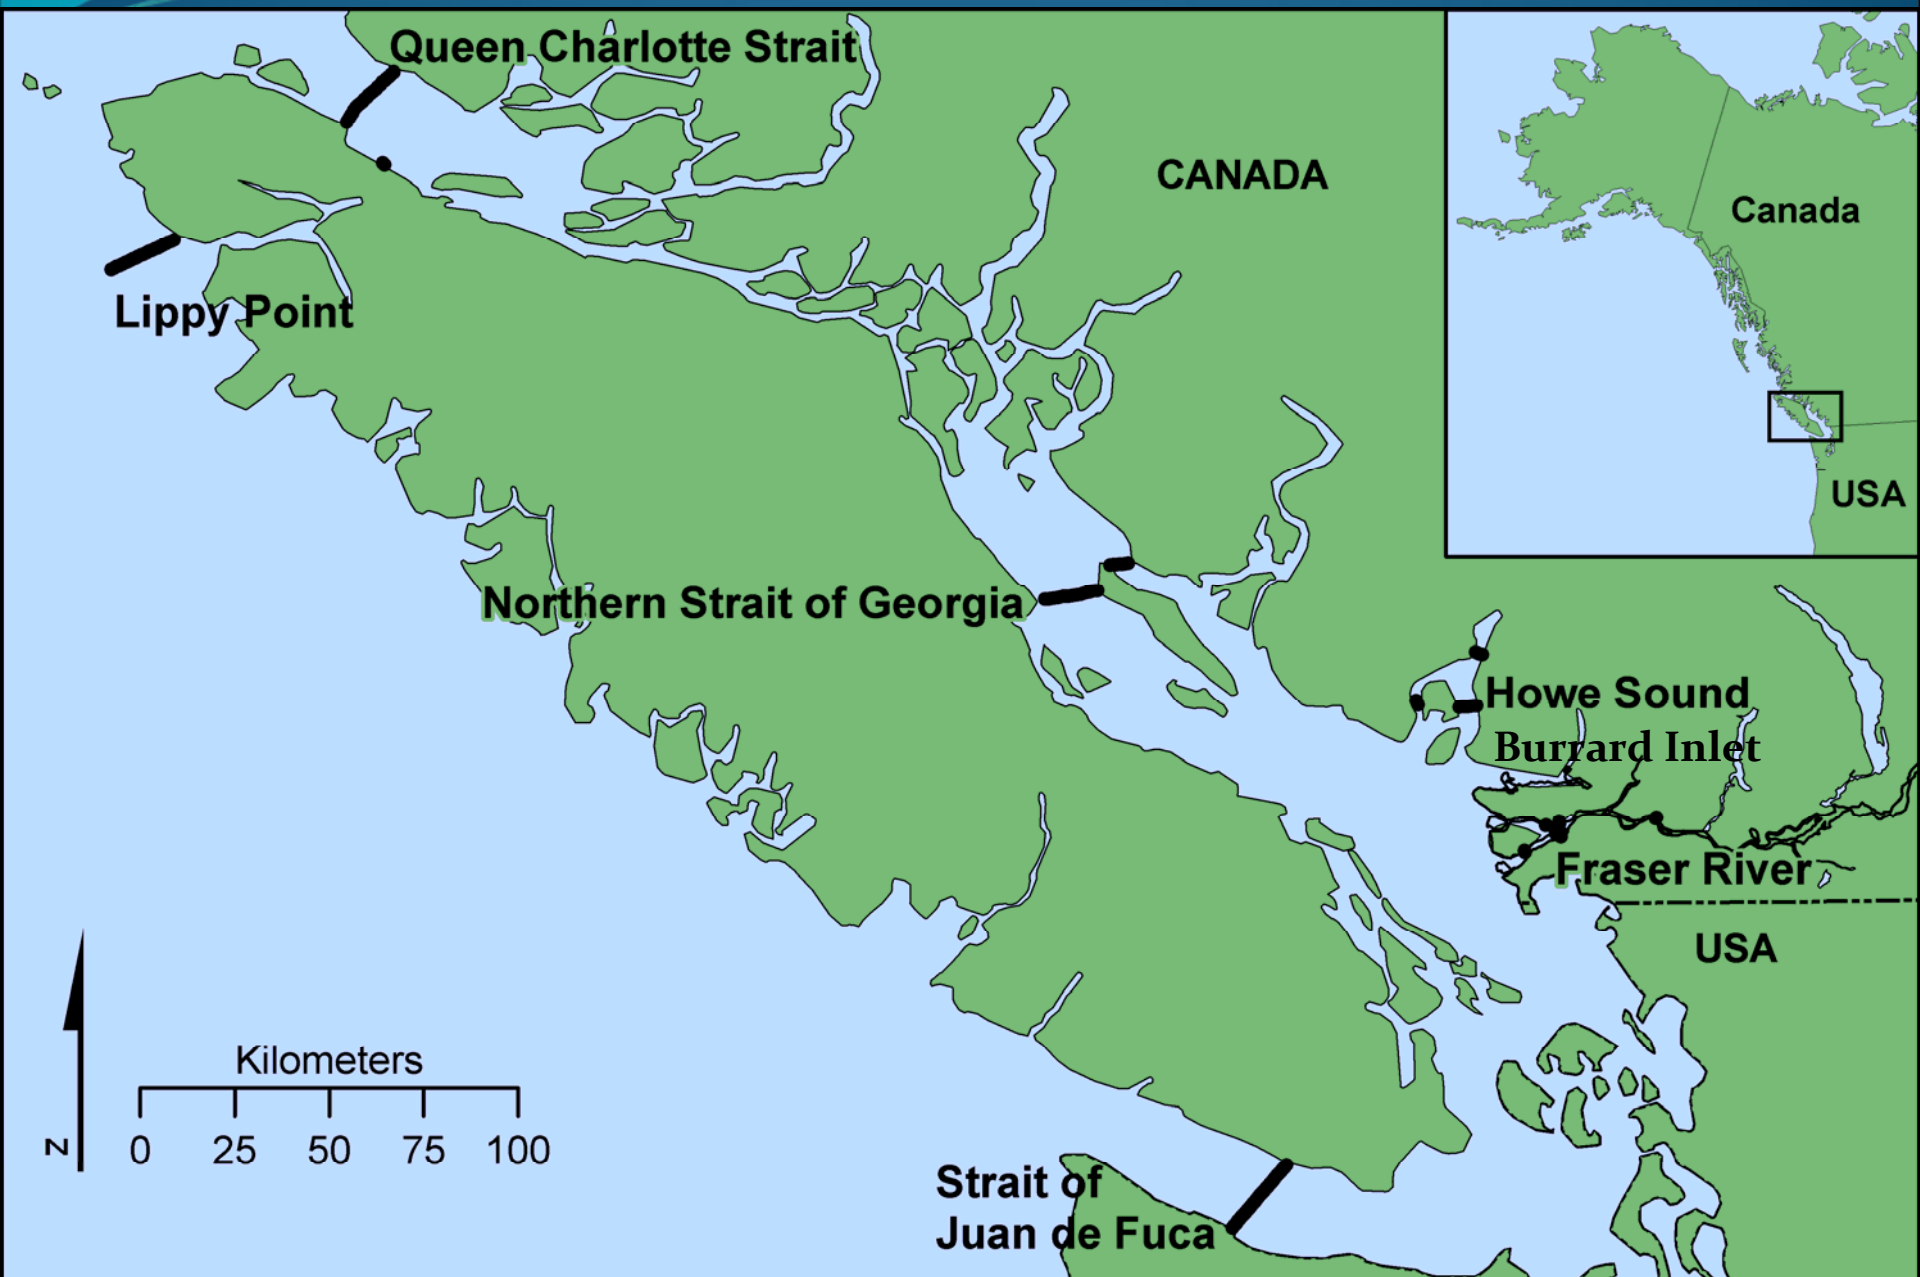 Queen Charlotte Strait
CANADA
Canada
Lippy Point
USA
Northern Strait of Georgia
Howe Sound
Burrard Inlet
Fraser River
USA
Kilometers
0 25 50 75 100
N
Strait of
Juan de Fuca